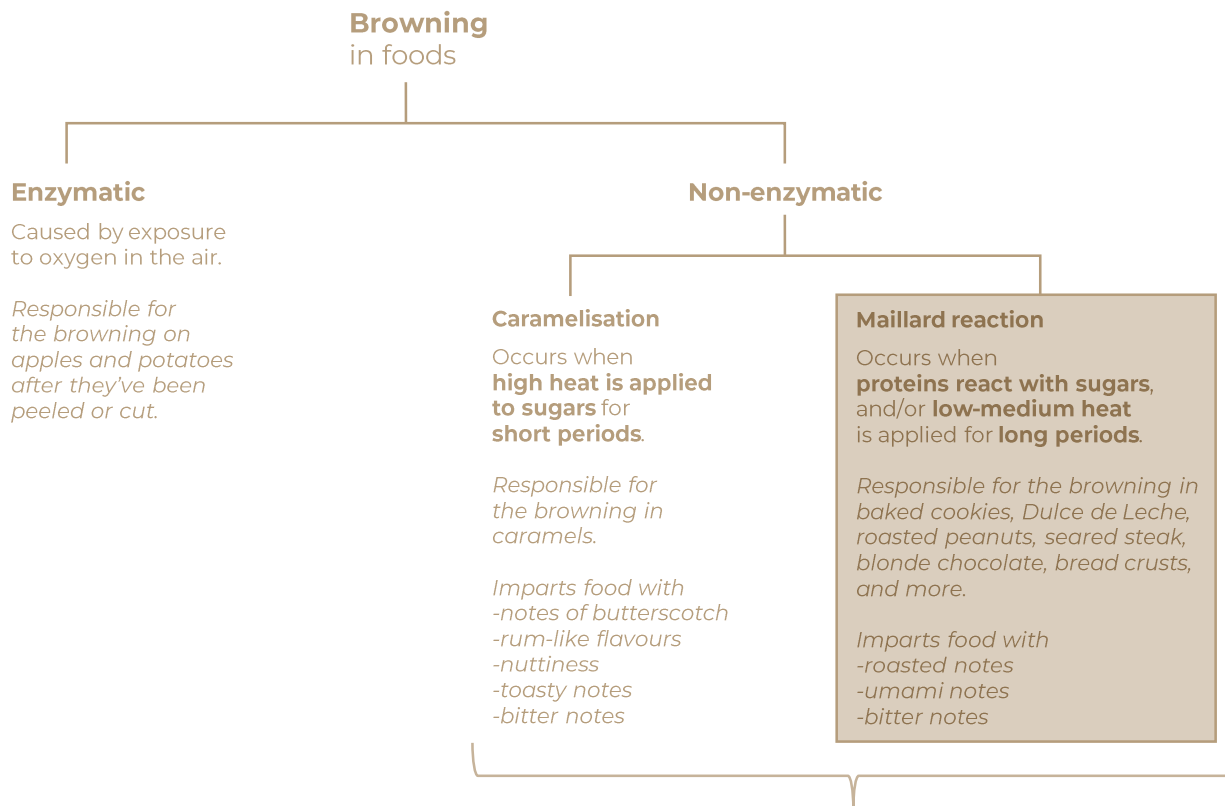 Browning
in foods
Enzymatic
Caused by exposure
to oxygen in the air.
Responsible for
the browning on
apples and potatoes
after they've been
peeled or cut.
Non-enzymatic
Caramelisation
Occurs when
high heat is applied
to sugars for
short periods.
Responsible for
the browning in
caramels.
Imparts food with
-notes of butterscotch
-rum-like flavours
-nuttiness
-toasty notes
-bitter notes
Maillard reaction
Occurs when
proteins react with sugars,
and/or low-medium heat
is applied for long periods.
Responsible for the browning in
baked cookies, Dulce de Leche,
roasted peanuts, seared steak,
blonde chocolate, bread crusts,
and more.
Imparts food with
-roasted notes
-umami notes
-bitter notes